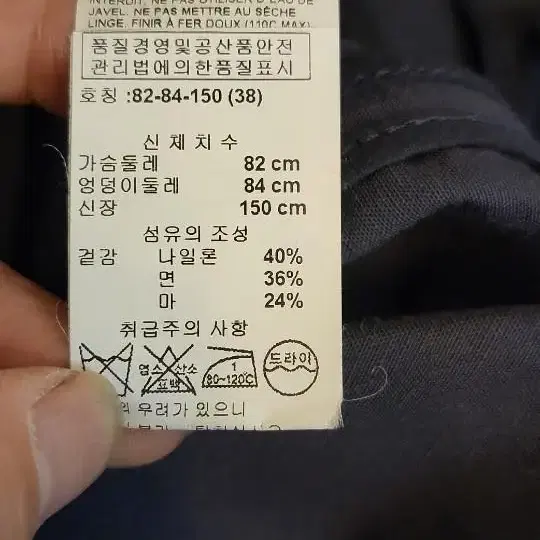 INTERDIT, NE PAS UTILISER D'EAU DE
JAVEL. NE PAS METTRE AU SÈCHE
LINGE. FINIR À FER DOUX (110C MAX).
품질경영및공산품안전
관리법에의한품질표시
호칭 :82-84-150 (38)
신 체 치 수
가슴둘레 82 cm
엉덩이둘레 84 cm
신장 150 cm
섬유의 조성
겉감 나일론 40%
면 36%
마 24%
취급주의 사항
염소 산소
표백
1
80~120℃
드라이
우려가 있으니